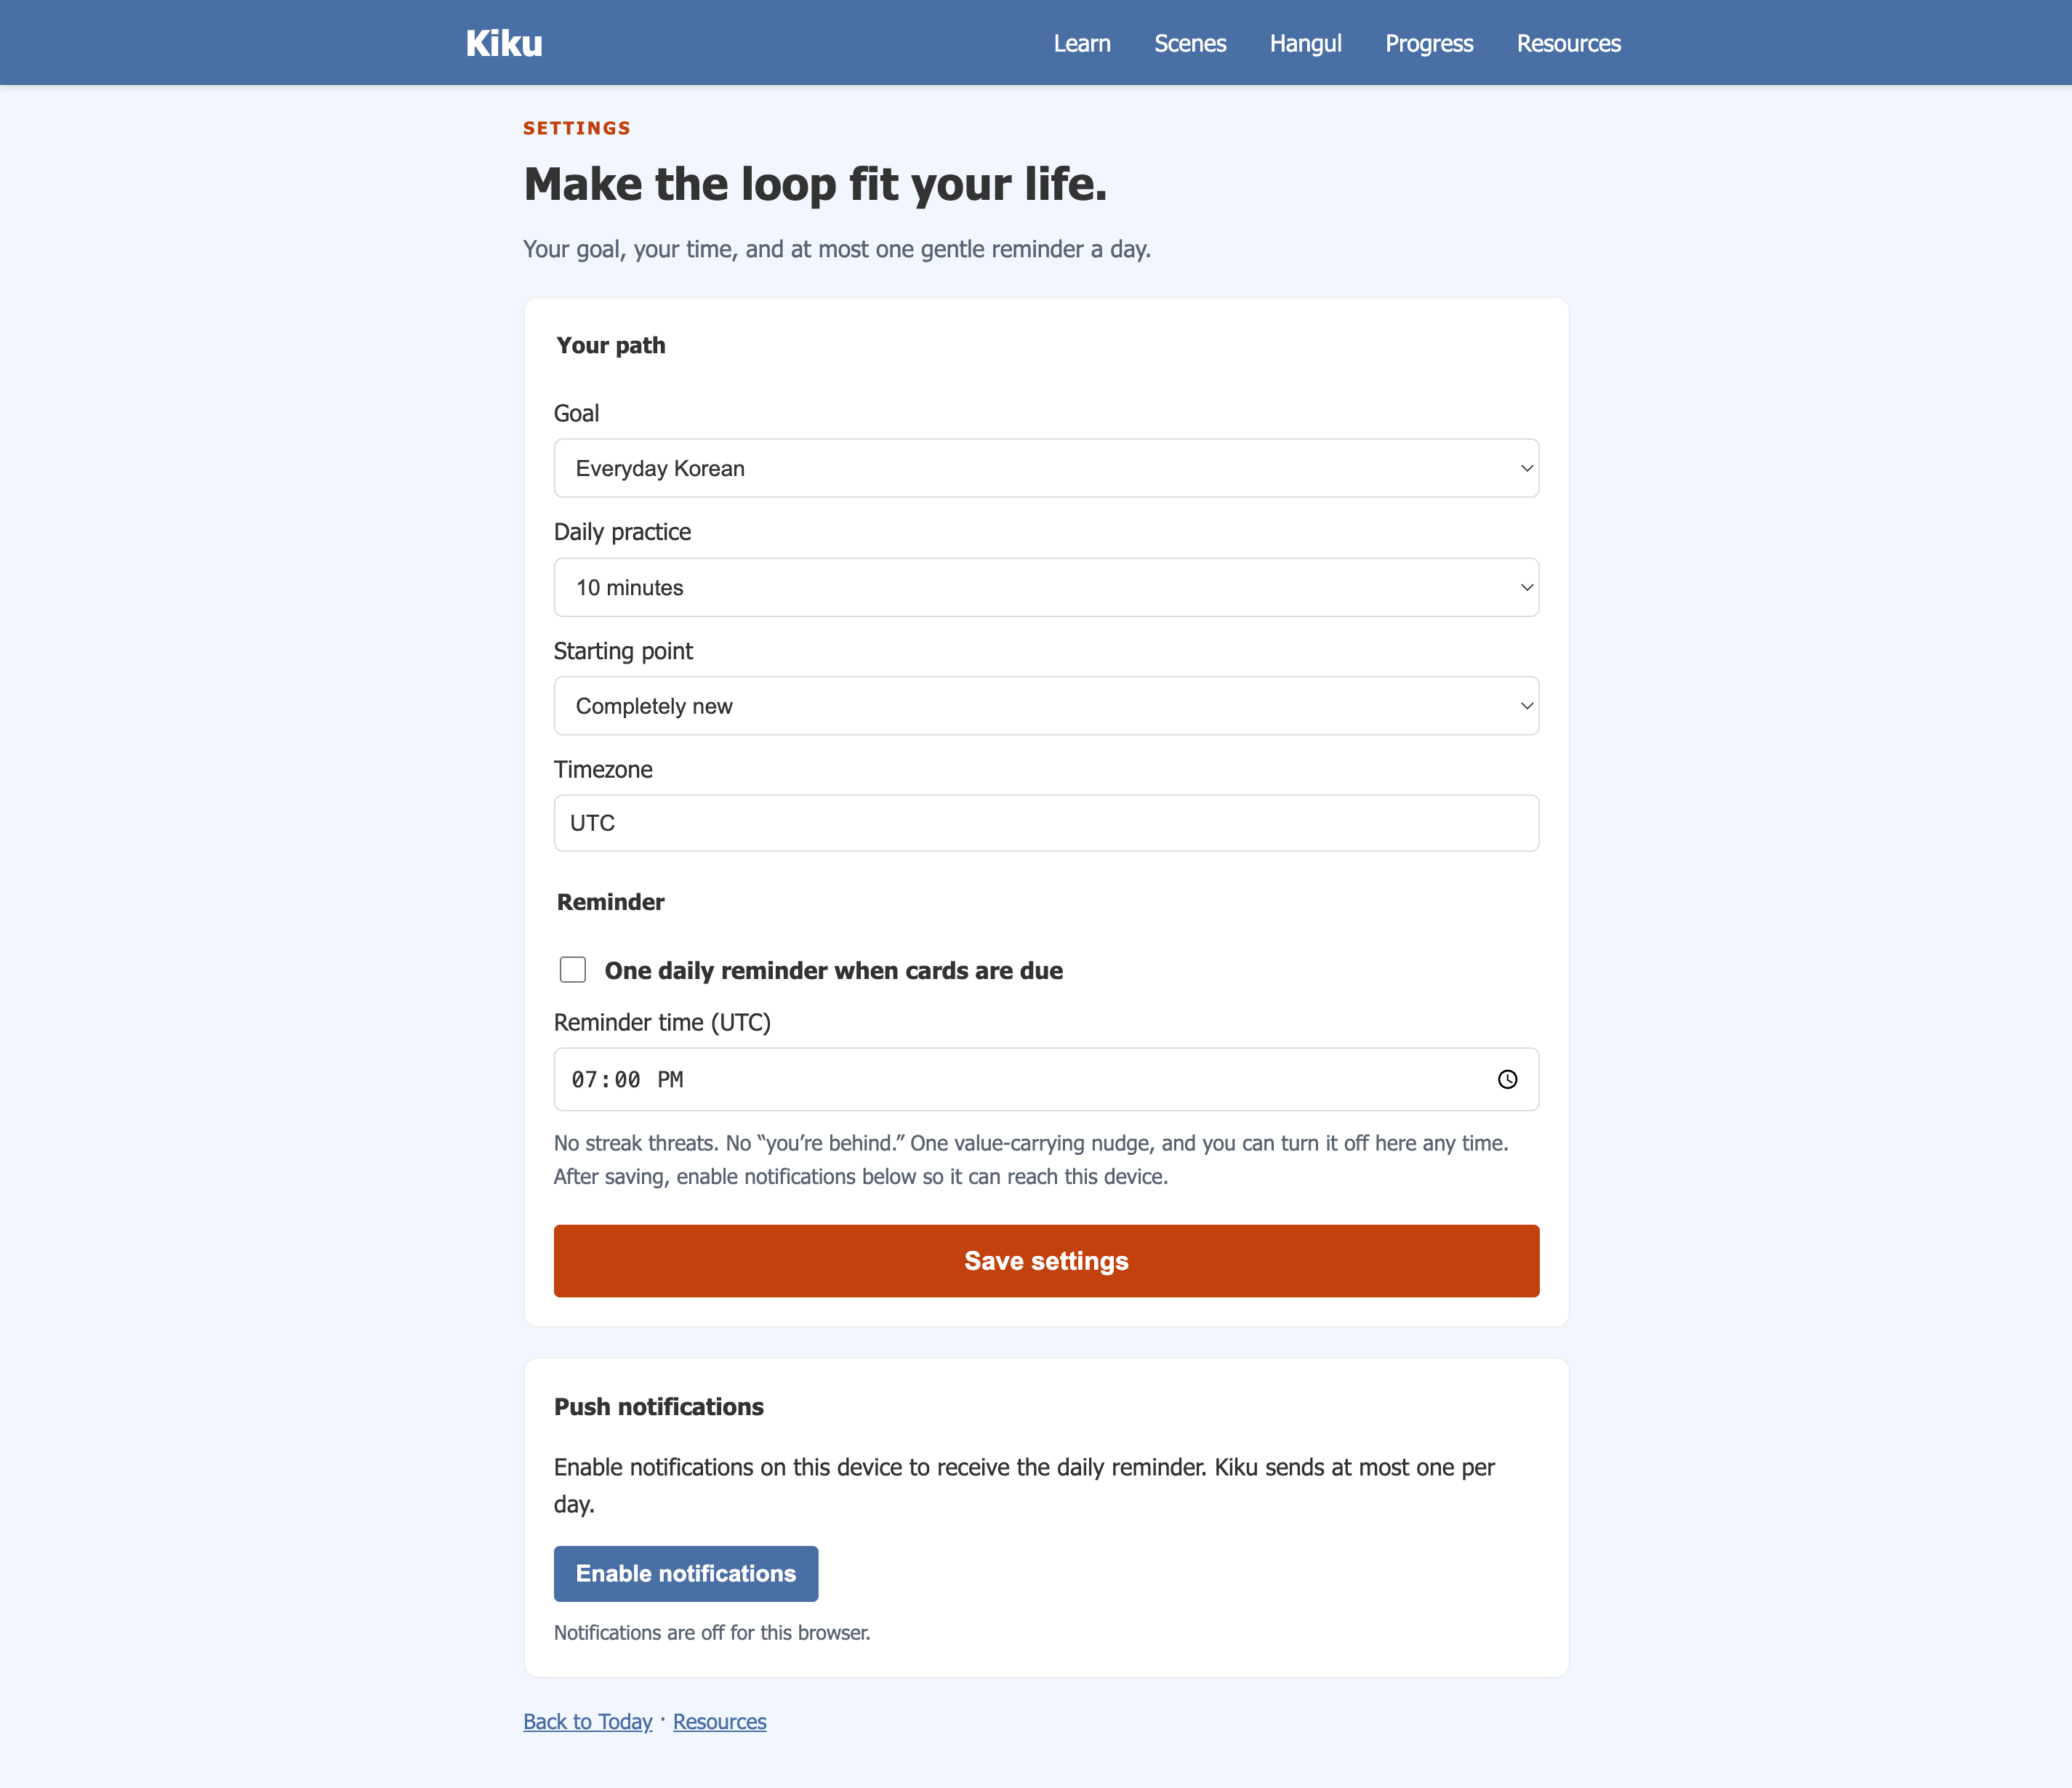 Kiku
Learn Scenes Hangul Progress Resources
SETTINGS
Make the loop fit your life.
Your goal, your time, and at most one gentle reminder a day.
Your path
Goal
Everyday Korean
Daily practice
10 minutes
Starting point
Completely new
Timezone
UTC
Reminder
One daily reminder when cards are due
Reminder time (UTC)
07:00 PM
No streak threats. No “you’re behind.” One value-carrying nudge, and you can turn it off here any time.
After saving, enable notifications below so it can reach this device.
Save settings
Push notifications
Enable notifications on this device to receive the daily reminder. Kiku sends at most one per
day.
Enable notifications
Notifications are off for this browser.
Back to Today · Resources